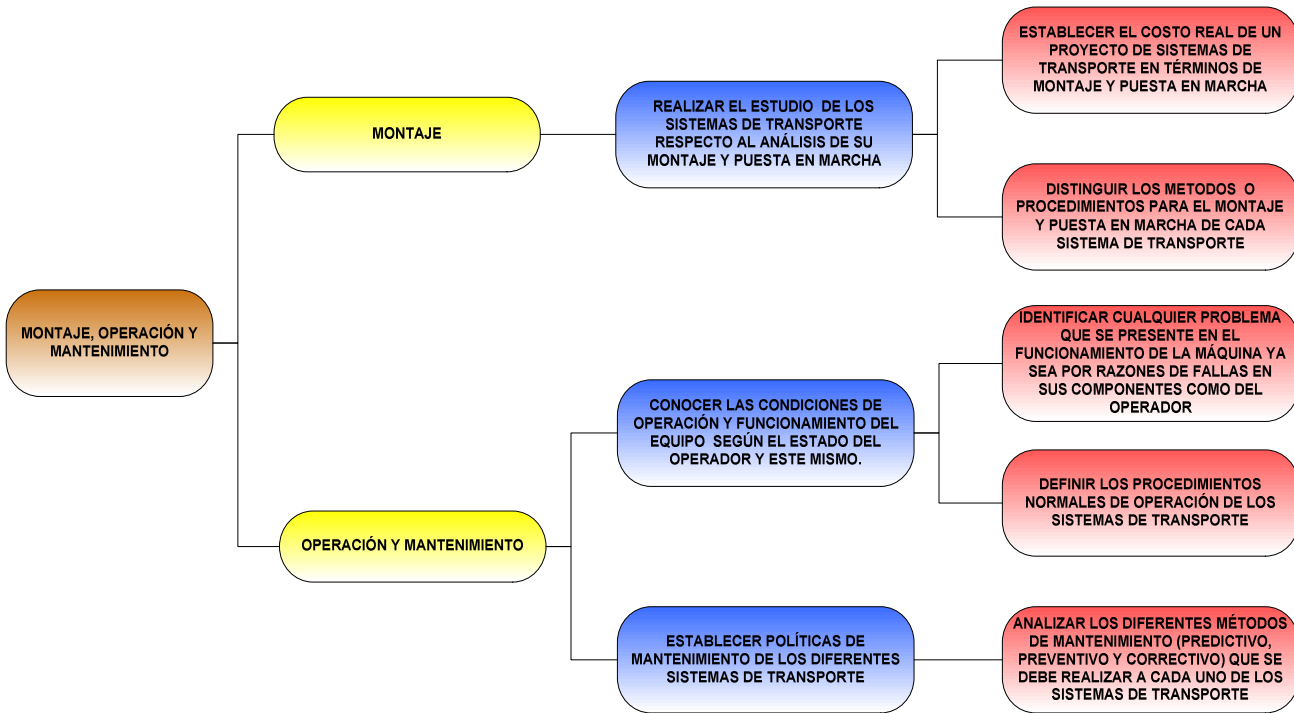 MONTAJE, OPERACIÓN Y
MANTENIMIENTO
MONTAJE
REALIZAR EL ESTUDIO DE LOS
SISTEMAS DE TRANSPORTE
RESPECTO AL ANÁLISIS DE SU
MONTAJE Y PUESTA EN MARCHA
ESTABLECER EL COSTO REAL DE UN
PROYECTO DE SISTEMAS DE
TRANSPORTE EN TÉRMINOS DE
MONTAJE Y PUESTA EN MARCHA
DISTINGUIR LOS METODOS O
PROCEDIMIENTOS PARA EL MONTAJE
Y PUESTA EN MARCHA DE CADA
SISTEMA DE TRANSPORTE
OPERACIÓN Y MANTENIMIENTO
CONOCER LAS CONDICIONES DE
OPERACIÓN Y FUNCIONAMIENTO DEL
EQUIPO SEGÚN EL ESTADO DEL
OPERADOR Y ESTE MISMO.
IDENTIFICAR CUALQUIER PROBLEMA
QUE SE PRESENTE EN EL
FUNCIONAMIENTO DE LA MÁQUINA YA
SEA POR RAZONES DE FALLAS EN
SUS COMPONENTES COMO DEL
OPERADOR
DEFINIR LOS PROCEDIMIENTOS
NORMALES DE OPERACIÓN DE LOS
SISTEMAS DE TRANSPORTE
ESTABLECER POLÍTICAS DE
MANTENIMIENTO DE LOS DIFERENTES
SISTEMAS DE TRANSPORTE
ANALIZAR LOS DIFERENTES MÉTODOS
DE MANTENIMIENTO (PREDICTIVO,
PREVENTIVO Y CORRECTIVO) QUE SE
DEBE REALIZAR A CADA UNO DE LOS
SISTEMAS DE TRANSPORTE